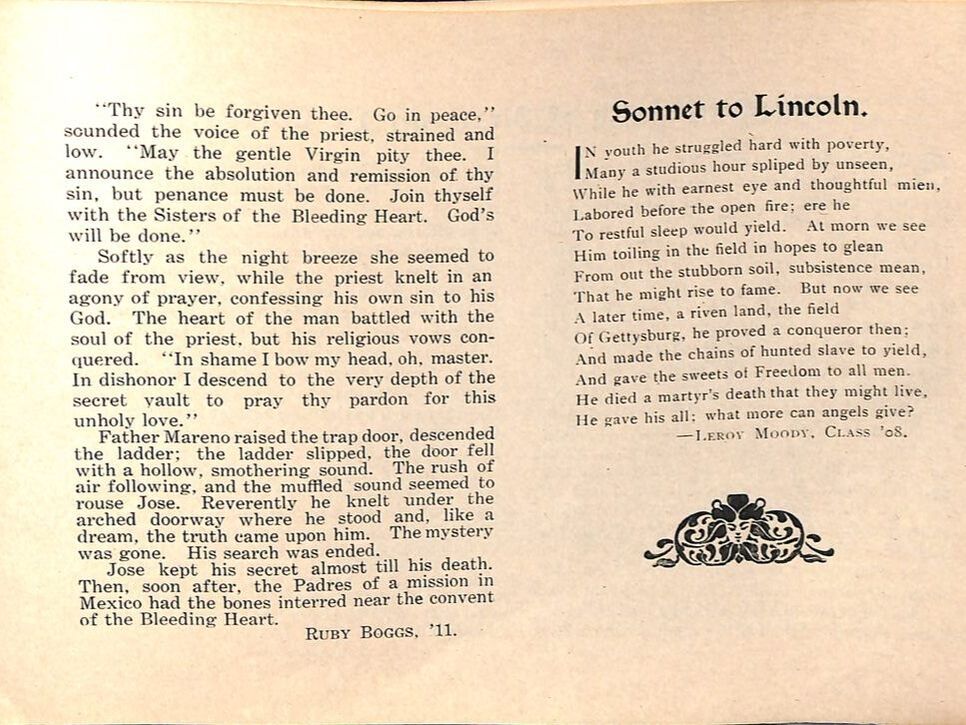 "Thy sin be forgiven thee. Go in peace,"
sounded the voice of the priest, strained and
low. "May the gentle Virgin pity thee. I
announce the absolution and remission of thy
sin, but penance must be done. Join thyself
with the Sisters of the Bleeding Heart. God's
will be done."
Softly as the night breeze she seemed to
fade from view, while the priest knelt in an
agony of prayer, confessing his own sin to his
God. The heart of the man battled with the
soul of the priest, but his religious vows con-
quered. "In shame I bow my head, oh, master.
In dishonor I descend to the very depth of the
secret vault to pray thy pardon for this
unholy love."
Father Mareno raised the trap door, descended
the ladder; the ladder slipped, the door fell
with a hollow, smothering sound. The rush of
air following, and the muffled sound seemed to
rouse Jose. Reverently he knelt under the
arched doorway where he stood and, like a
dream, the truth came upon him. The mystery
was gone. His search was ended.
Jose kept his secret almost till his death.
Then, soon after, the Padres of a mission in
Mexico had the bones interred near the convent
of the Bleeding Heart.
RUBY BOGGS, '11.
Sonnet to Lincoln.
IN youth he struggled hard with poverty,
Many a studious hour spliped by unseen,
While he with earnest eye and thoughtful mien,
Labored before the open fire; ere he
To restful sleep would yield. At morn we see
Him toiling in the field in hopes to glean
From out the stubborn soil, subsistence mean,
That he might rise to fame. But now we see
A later time, a riven land, the field
Of Gettysburg, he proved a conqueror then;
And made the chains of hunted slave to yield,
And gave the sweets of Freedom to all men.
He died a martyr's death that they might live,
He gave his all; what more can angels give?
—LEROY MOODY, CLASS '08.